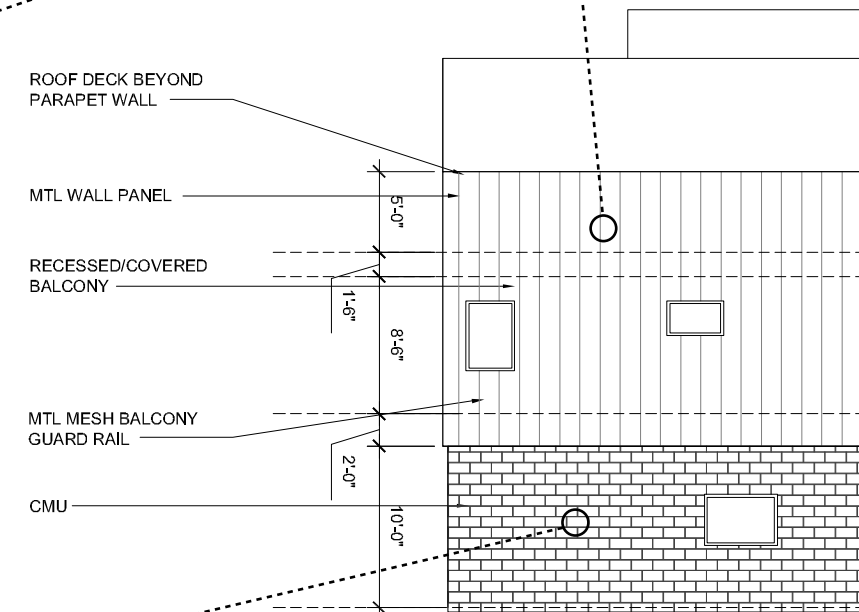 ROOF DECK BEYOND
PARAPET WALL
MTL WALL PANEL
5'-0"
RECESSED/COVERED
BALCONY
1'-6"
8'-6"
MTL MESH BALCONY
GUARD RAIL
2'-0"
CMU
10'-0"